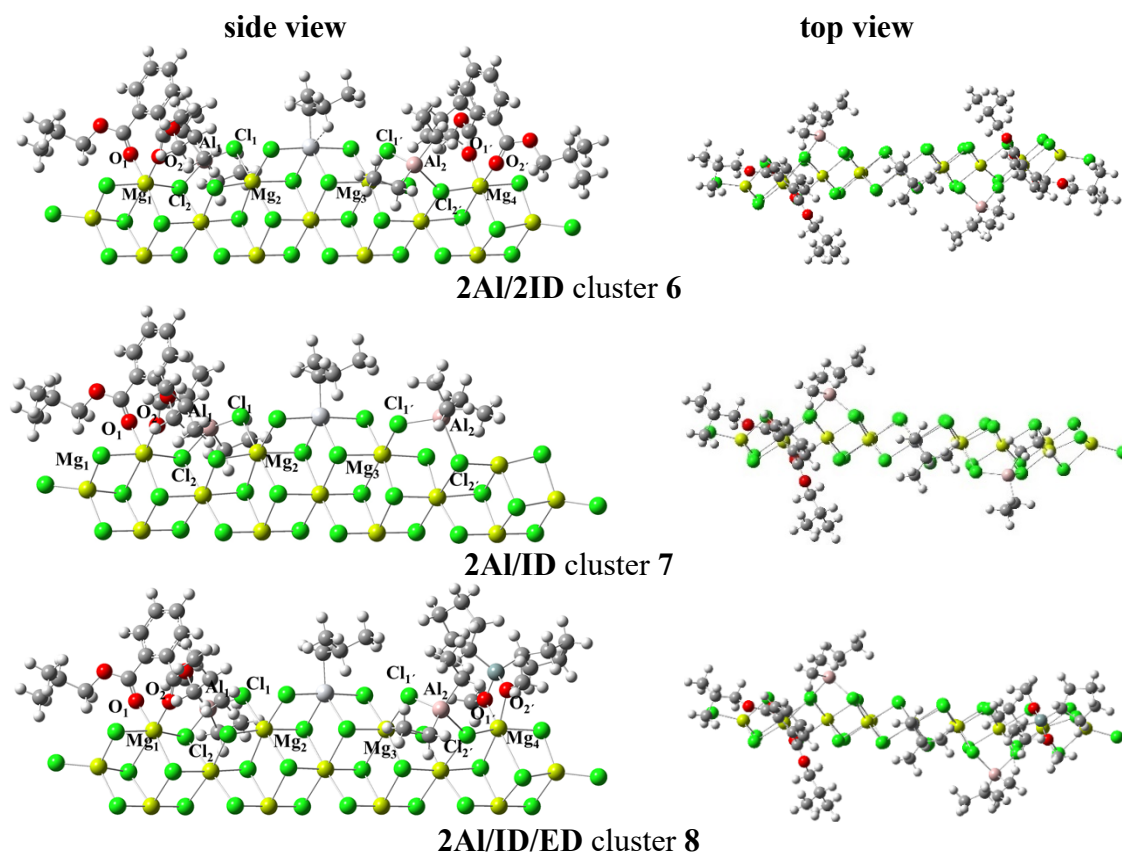 side view
top view
O₁
O₂
Al₁
Cl₁
Cl₁′
Al₂
O₁′
O₂′
Mg₁
Cl₂
Mg₂
Mg₃
Cl₂′
Mg₄
2Al/2ID cluster 6
O₁
Al₁
Cl₁
Cl₁′
Al₂
Mg₁
Cl₂
Mg₂
Mg₃
Cl₂′
2Al/ID cluster 7
O₁
O₂
Al₁
Cl₁
Cl₁′
Al₂
O₁′
O₂′
Mg₁
Cl₂
Mg₂
Mg₃
Cl₂′
Mg₄
2Al/ID/ED cluster 8